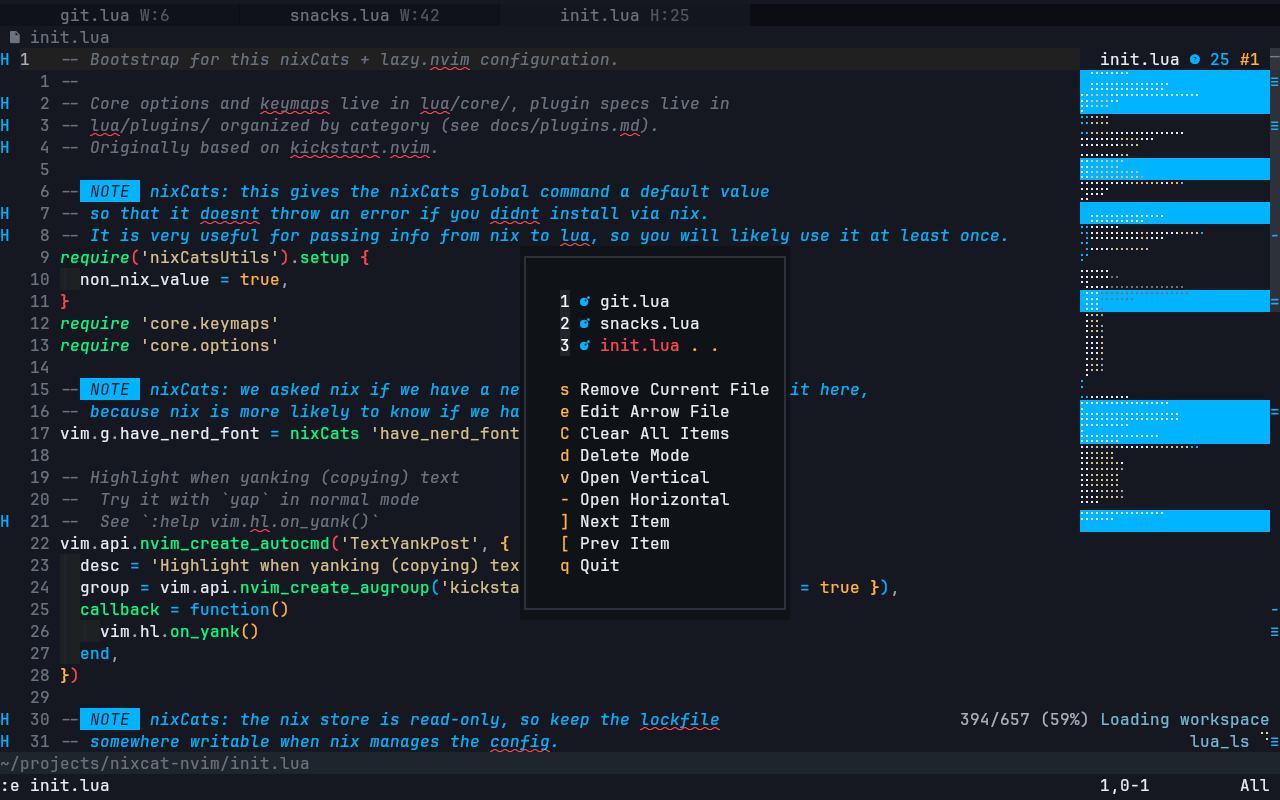 git.lua W:6 snacks.lua W:42 init.lua H:25
init.lua
H 1 -- Bootstrap for this nixCats + lazy.nvim configuration. init.lua 25 #1
1 --
H 2 -- Core options and keymaps live in lua/core/, plugin specs live in
H 3 -- lua/plugins/ organized by category (see docs/plugins.md).
H 4 -- Originally based on kickstart.nvim.
5
6 -- NOTE nixCats: this gives the nixCats global command a default value
H 7 -- so that it doesnt throw an error if you didnt install via nix.
H 8 -- It is very useful for passing info from nix to lua, so you will likely use it at least once.
9 require('nixCatsUtils').setup {
10 non_nix_value = true,
11 }
12 require 'core.keymaps'
13 require 'core.options'
14
15 -- NOTE nixCats: we asked nix if we have a ne it here,
16 -- because nix is more likely to know if we ha
17 vim.g.have_nerd_font = nixCats 'have_nerd_font
18
19 -- Highlight when yanking (copying) text
20 -- Try it with `yap` in normal mode
H 21 -- See `:help vim.hl.on_yank()`
22 vim.api.nvim_create_autocmd('TextYankPost', {
23 desc = 'Highlight when yanking (copying) tex
24 group = vim.api.nvim_create_augroup('kicksta = true }),
25 callback = function()
26 vim.hl.on_yank()
27 end,
28 })
29
H 30 -- NOTE nixCats: the nix store is read-only, so keep the lockfile
H 31 -- somewhere writable when nix manages the config.
1 git.lua
2 snacks.lua
3 init.lua . .
s Remove Current File
e Edit Arrow File
C Clear All Items
d Delete Mode
v Open Vertical
- Open Horizontal
] Next Item
[ Prev Item
q Quit
394/657 (59%) Loading workspace
lua_ls
~/projects/nixcat-nvim/init.lua
:e init.lua 1,0-1 All